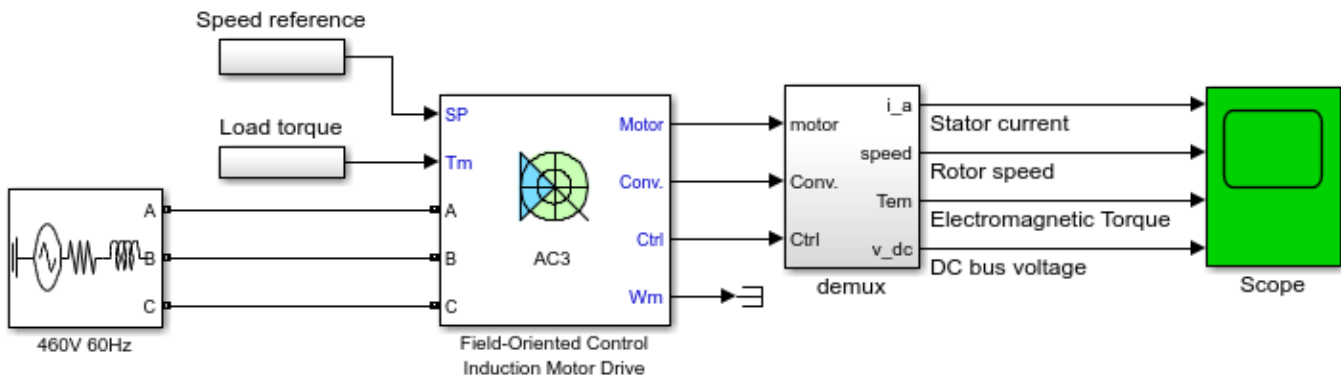 Speed reference
Load torque
A
B
C
460V 60Hz
SP
Tm
A
B
C
Motor
Conv.
Ctrl
Wm
AC3
Field-Oriented Control
Induction Motor Drive
motor
Conv.
Ctrl
i_a
speed
Tem
v_dc
demux
Stator current
Rotor speed
Electromagnetic Torque
DC bus voltage
Scope